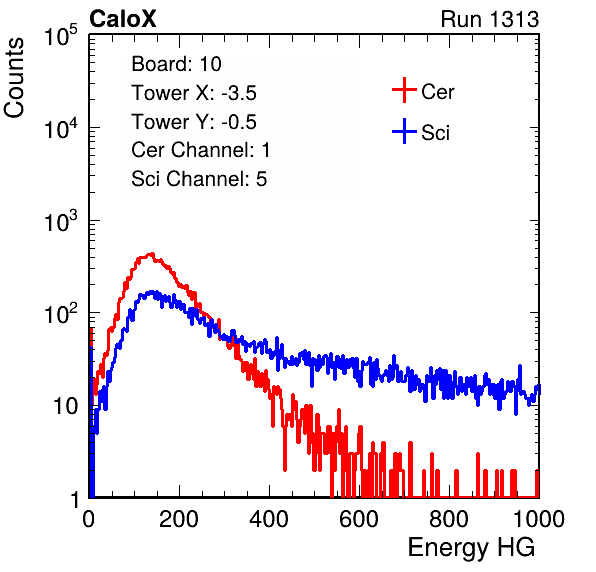 CaloX Run 1313
Counts
Board: 10
Tower X: -3.5
Tower Y: -0.5
Cer Channel: 1
Sci Channel: 5
Cer
Sci
10^5
10^4
10^3
10^2
10
1
0 200 400 600 800 1000
Energy HG